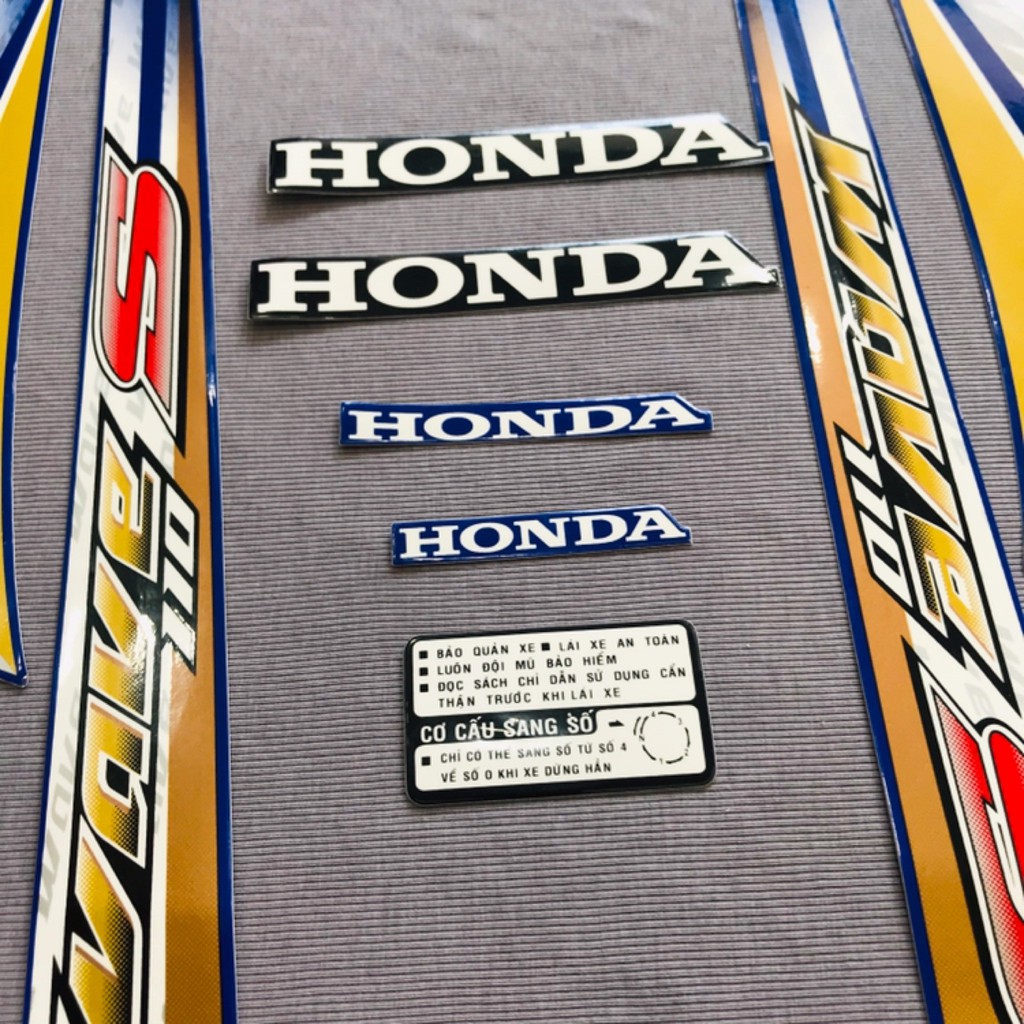 HONDA
HONDA
HONDA
HONDA
wave 110 S
wave 110 S
■ BẢO QUẢN XE ■ LÁI XE AN TOÀN
■ LUÔN ĐỘI MŨ BẢO HIỂM
■ ĐỌC SÁCH CHỈ DẪN SỬ DỤNG CẨN
THẬN TRƯỚC KHI LÁI XE
CƠ CẤU SANG SỐ
■ CHỈ CÓ THỂ SANG SỐ TỪ SỐ 4
VỀ SỐ 0 KHI XE DỪNG HẲN